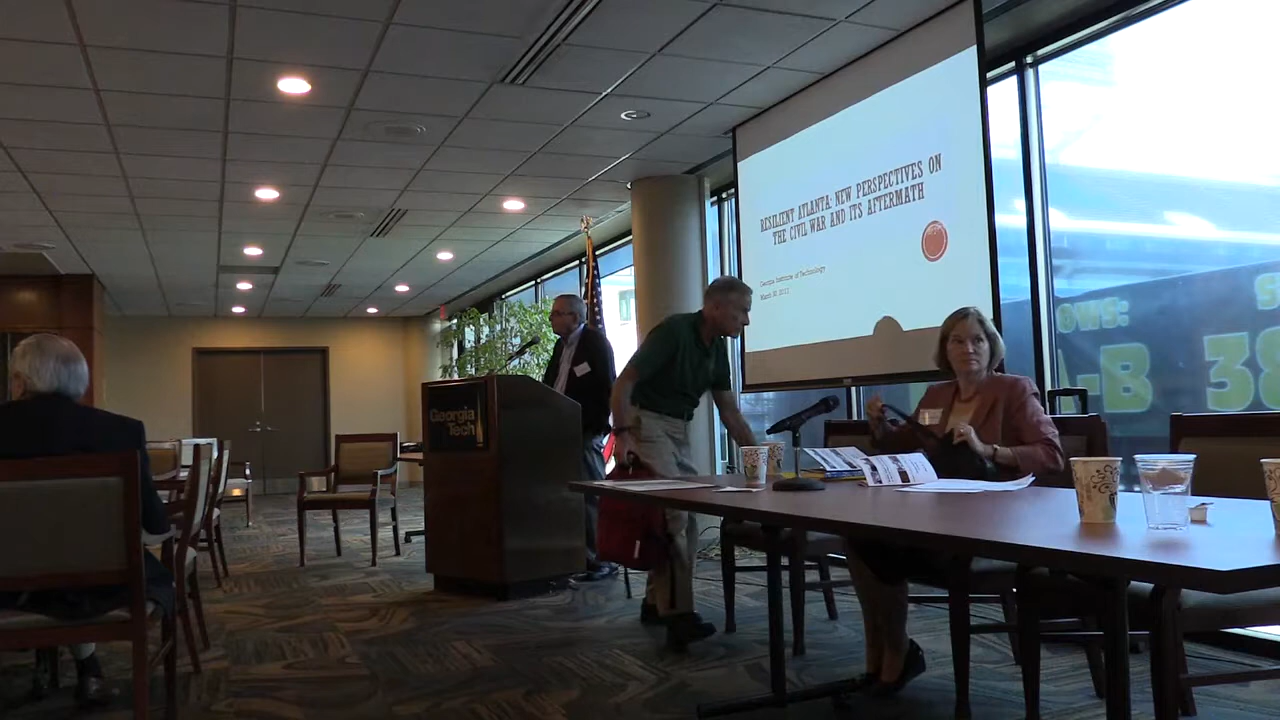 RESILIENT ATLANTA: NEW PERSPECTIVES ON
THE CIVIL WAR AND ITS AFTERMATH
Georgia Institute of Technology
Georgia
Tech
OWS:
A-B
38